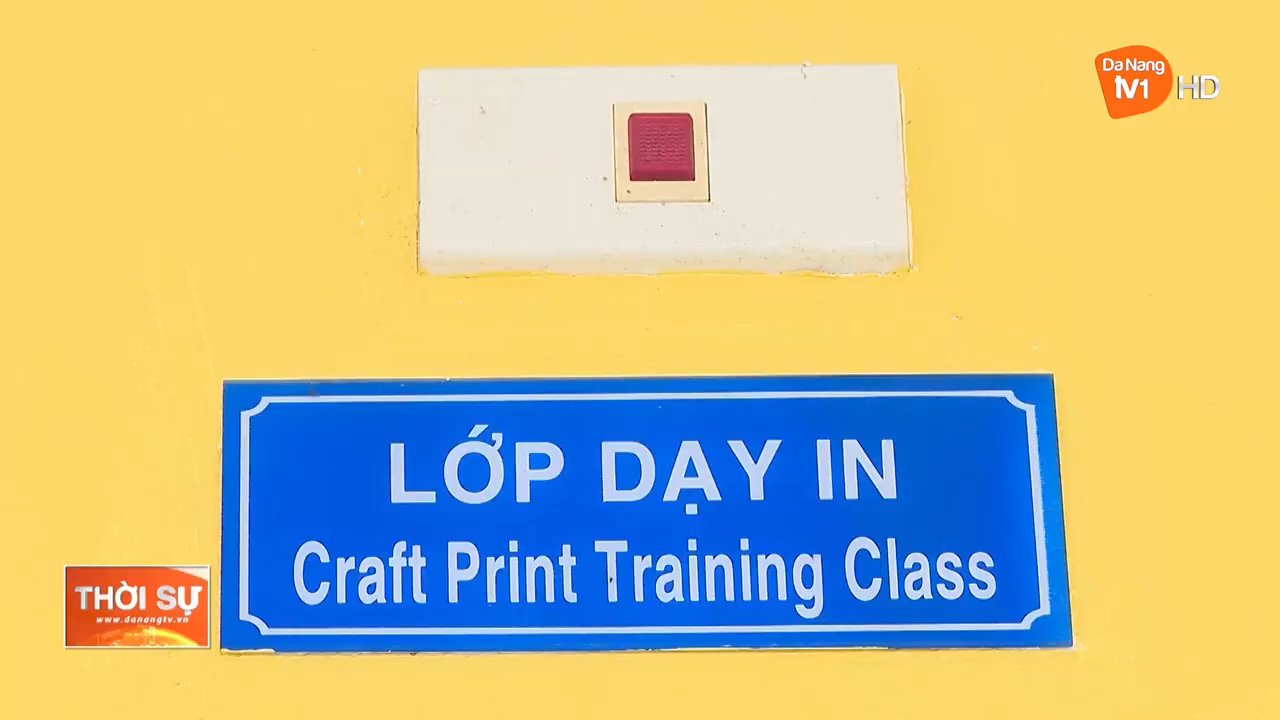 Da Nang
tv1 HD
LỚP DẠY IN
Craft Print Training Class
THỜI SỰ
www.danangtv.vn